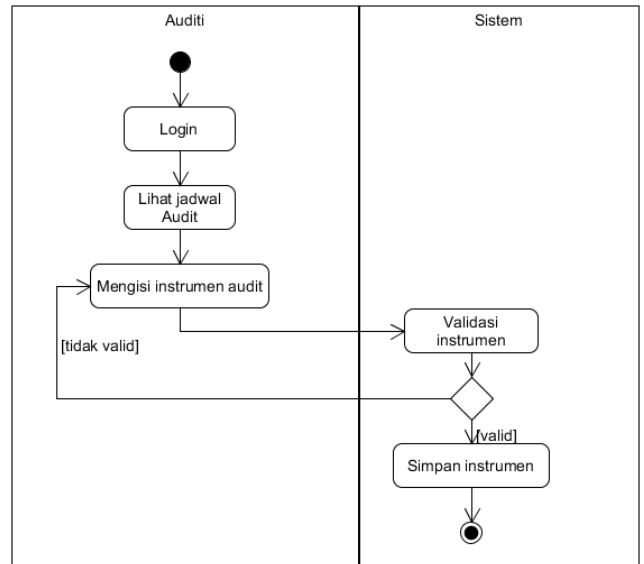 Auditi
Sistem
Login
Lihat jadwal
Audit
Mengisi instrumen audit
Validasi
instrumen
[tidak valid]
[valid]
Simpan instrumen